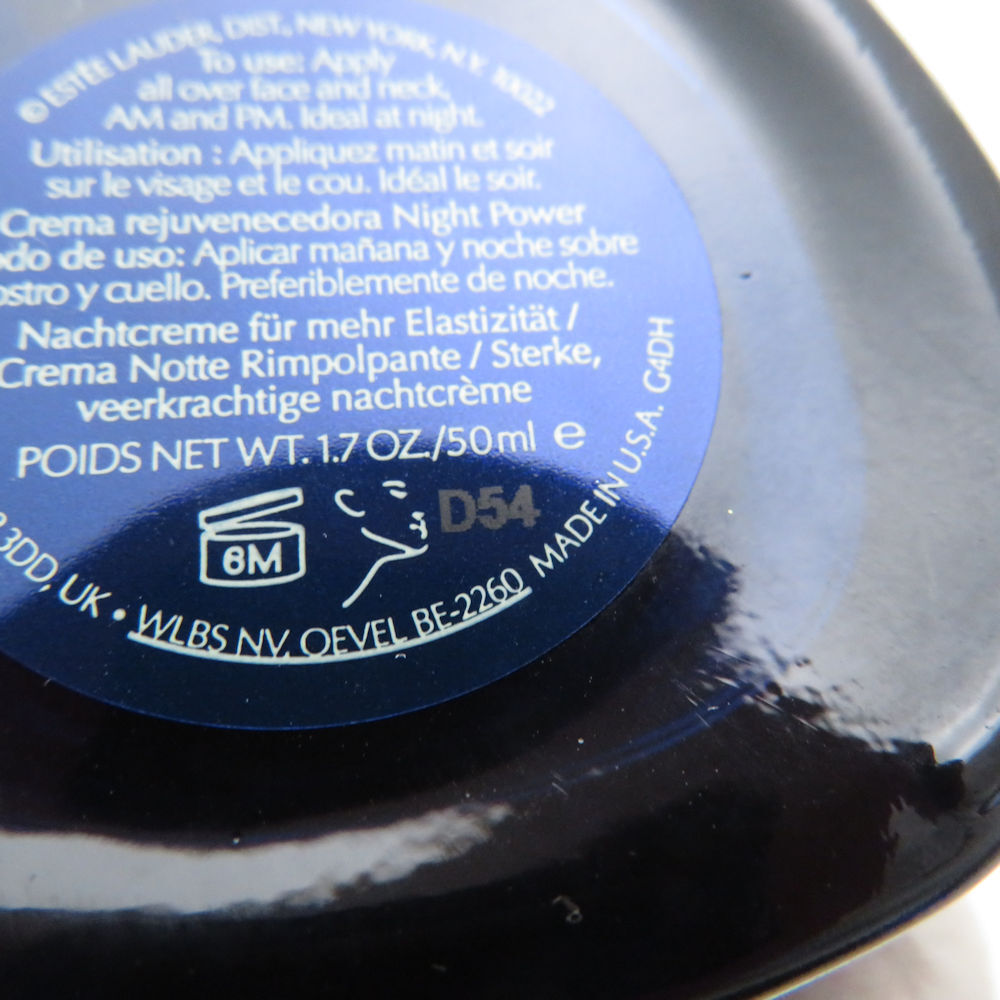 © ESTÉE LAUDER, DIST., NEW YORK, N.Y. 10022
To use: Apply
all over face and neck,
AM and PM. Ideal at night.
Utilisation : Appliquez matin et soir
sur le visage et le cou. Idéal le soir.
Crema rejuvenecedora Night Power
odo de uso: Aplicar mañana y noche sobre
ostro y cuello. Preferiblemente de noche.
Nachtcreme für mehr Elastizität /
Crema Notte Rimpolpante / Sterke,
veerkrachtige nachtcrème
POIDS NET WT. 1.7 OZ./50ml e
6M
D54
3DD, UK • WLBS NV, OEVEL BE-2260 MADE IN U.S.A. G4DH